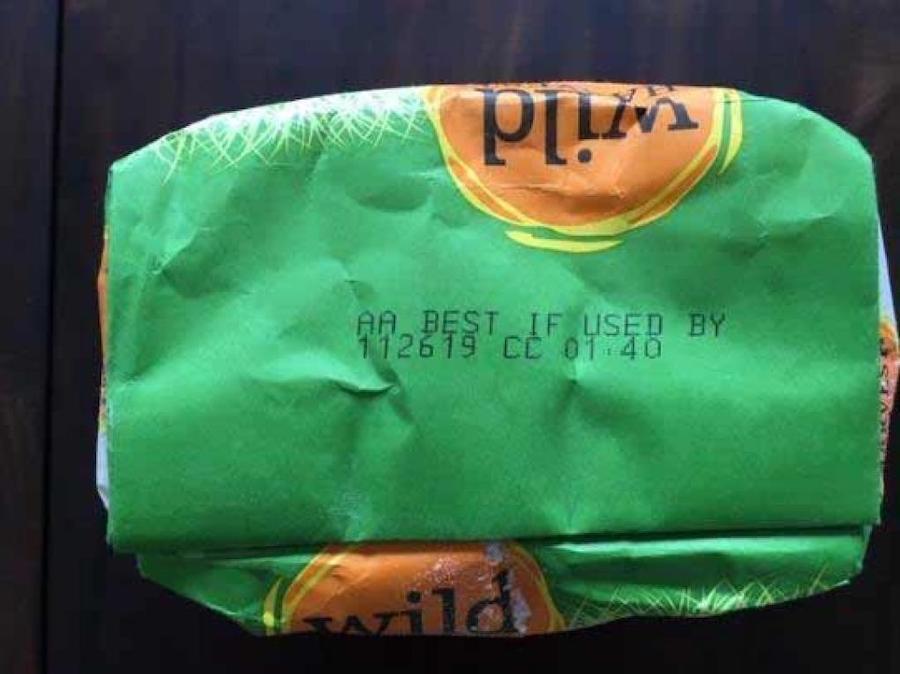 wild
AA BEST IF USED BY
112619 CC 01:40
wild